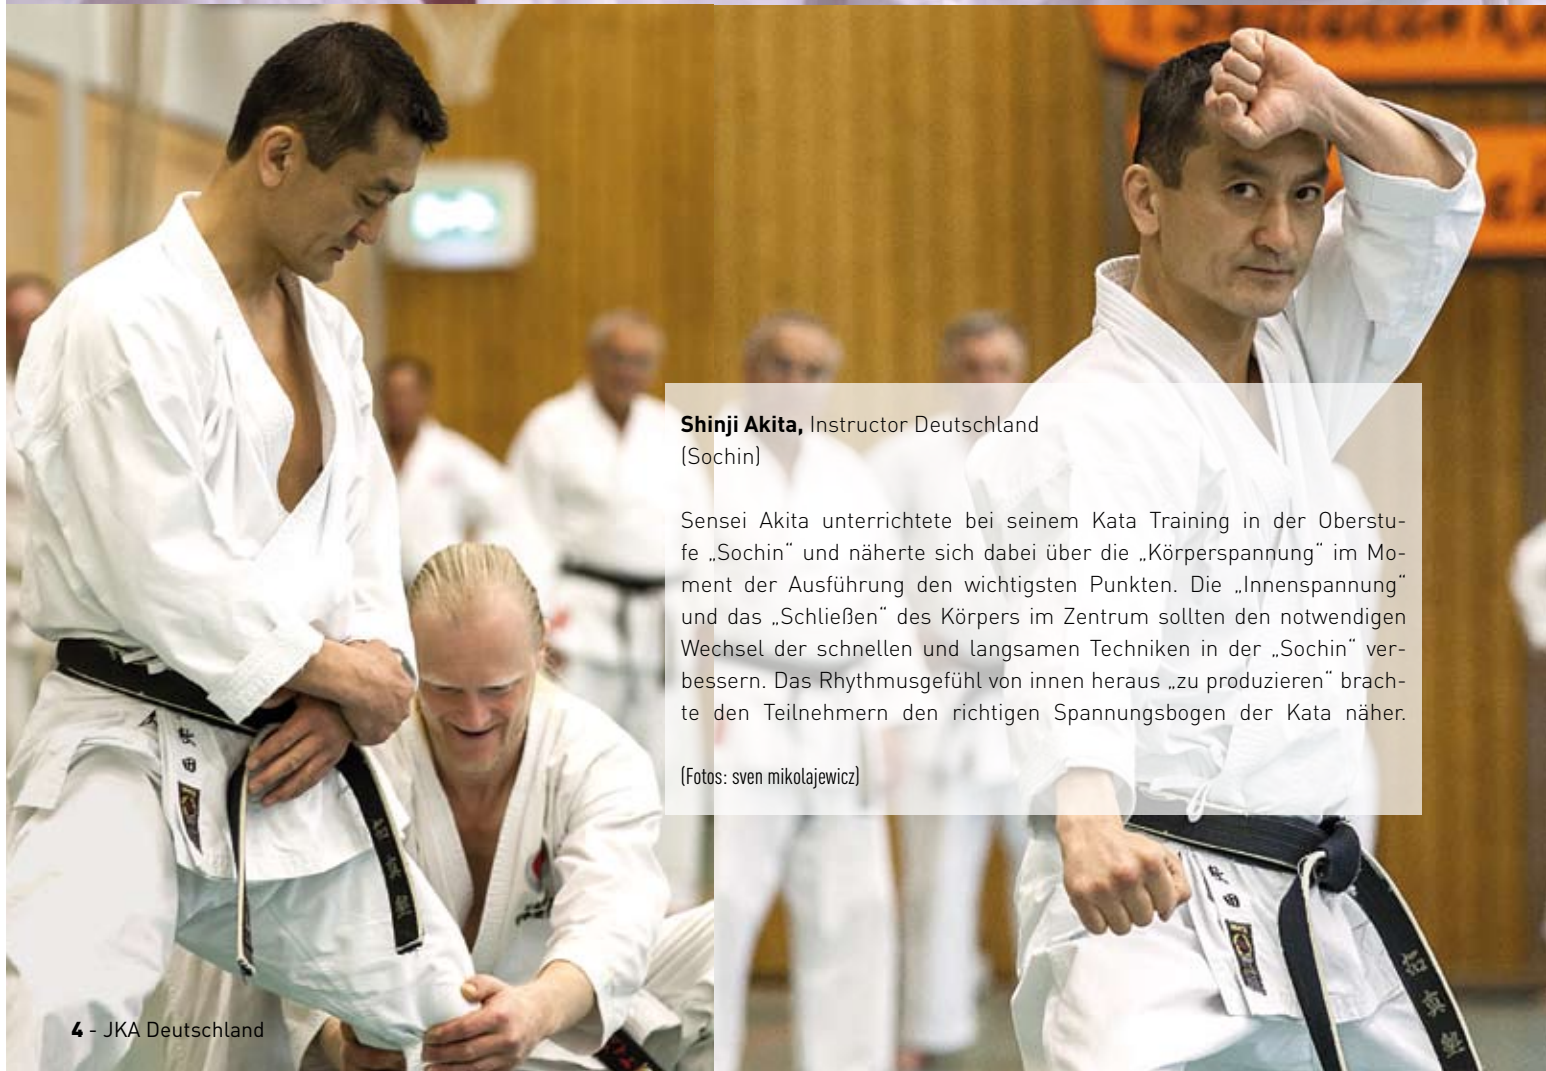 Shinji Akita, Instructor Deutschland
(Sochin)
Sensei Akita unterrichtete bei seinem Kata Training in der Oberstu-
fe „Sochin“ und näherte sich dabei über die „Körperspannung“ im Mo-
ment der Ausführung den wichtigsten Punkten. Die „Innenspannung“
und das „Schließen“ des Körpers im Zentrum sollten den notwendigen
Wechsel der schnellen und langsamen Techniken in der „Sochin“ ver-
bessern. Das Rhythmusgefühl von innen heraus „zu produzieren“ brach-
te den Teilnehmern den richtigen Spannungsbogen der Kata näher.
(Fotos: sven mikolajewicz)
4 - JKA Deutschland